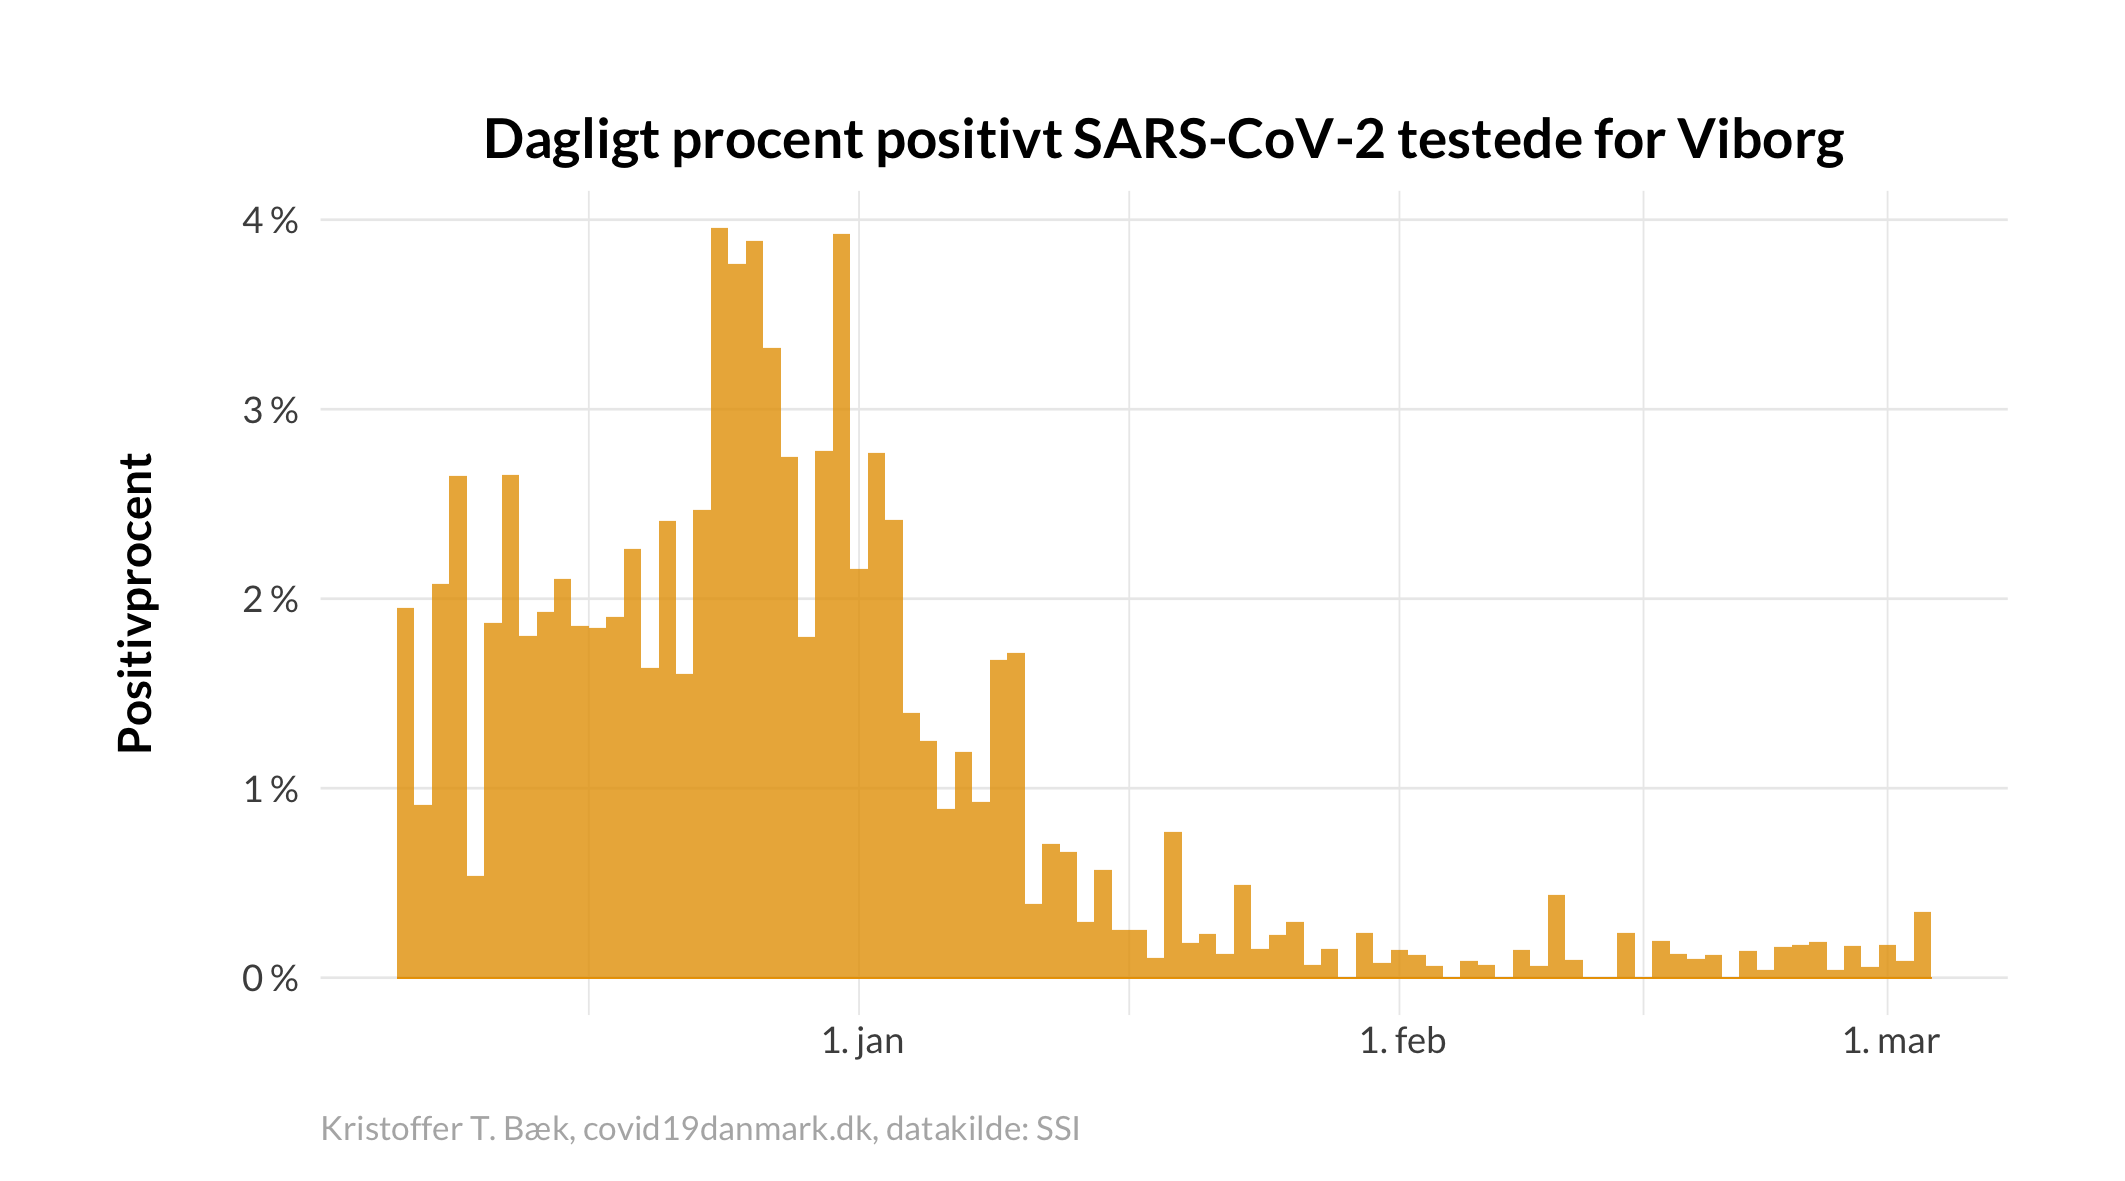 Dagligt procent positivt SARS-CoV-2 testede for Viborg
4 %
3 %
2 %
1 %
0 %
Positivprocent
1. jan
1. feb
1. mar
Kristoffer T. Bæk, covid19danmark.dk, datakilde: SSI